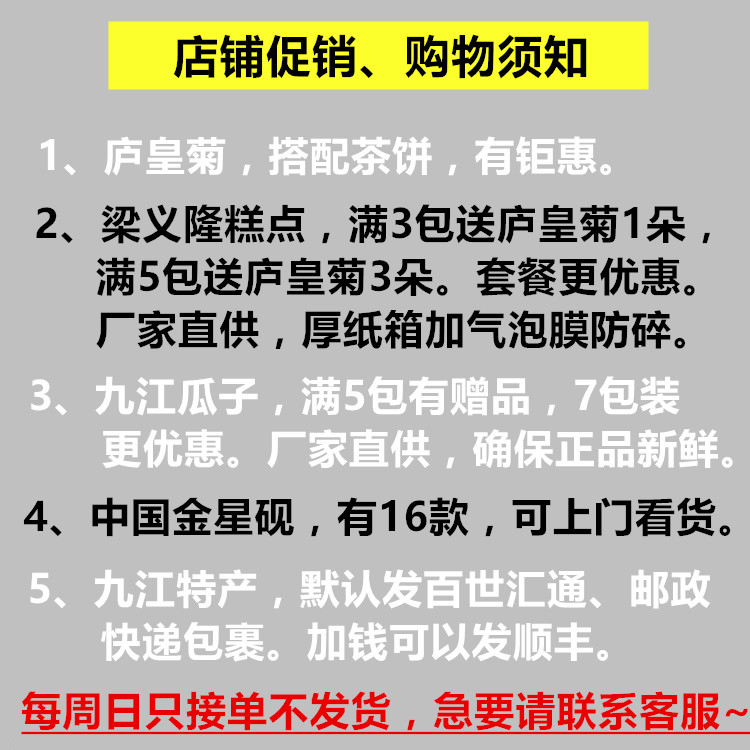 店铺促销、购物须知
1、庐皇菊，搭配茶饼，有钜惠。
2、梁义隆糕点，满3包送庐皇菊1朵，
满5包送庐皇菊3朵。套餐更优惠。
厂家直供，厚纸箱加气泡膜防碎。
3、九江瓜子，满5包有赠品，7包装
更优惠。厂家直供，确保正品新鲜。
4、中国金星砚，有16款，可上门看货。
5、九江特产，默认发百世汇通、邮政
快递包裹。加钱可以发顺丰。
每周日只接单不发货，急要请联系客服~